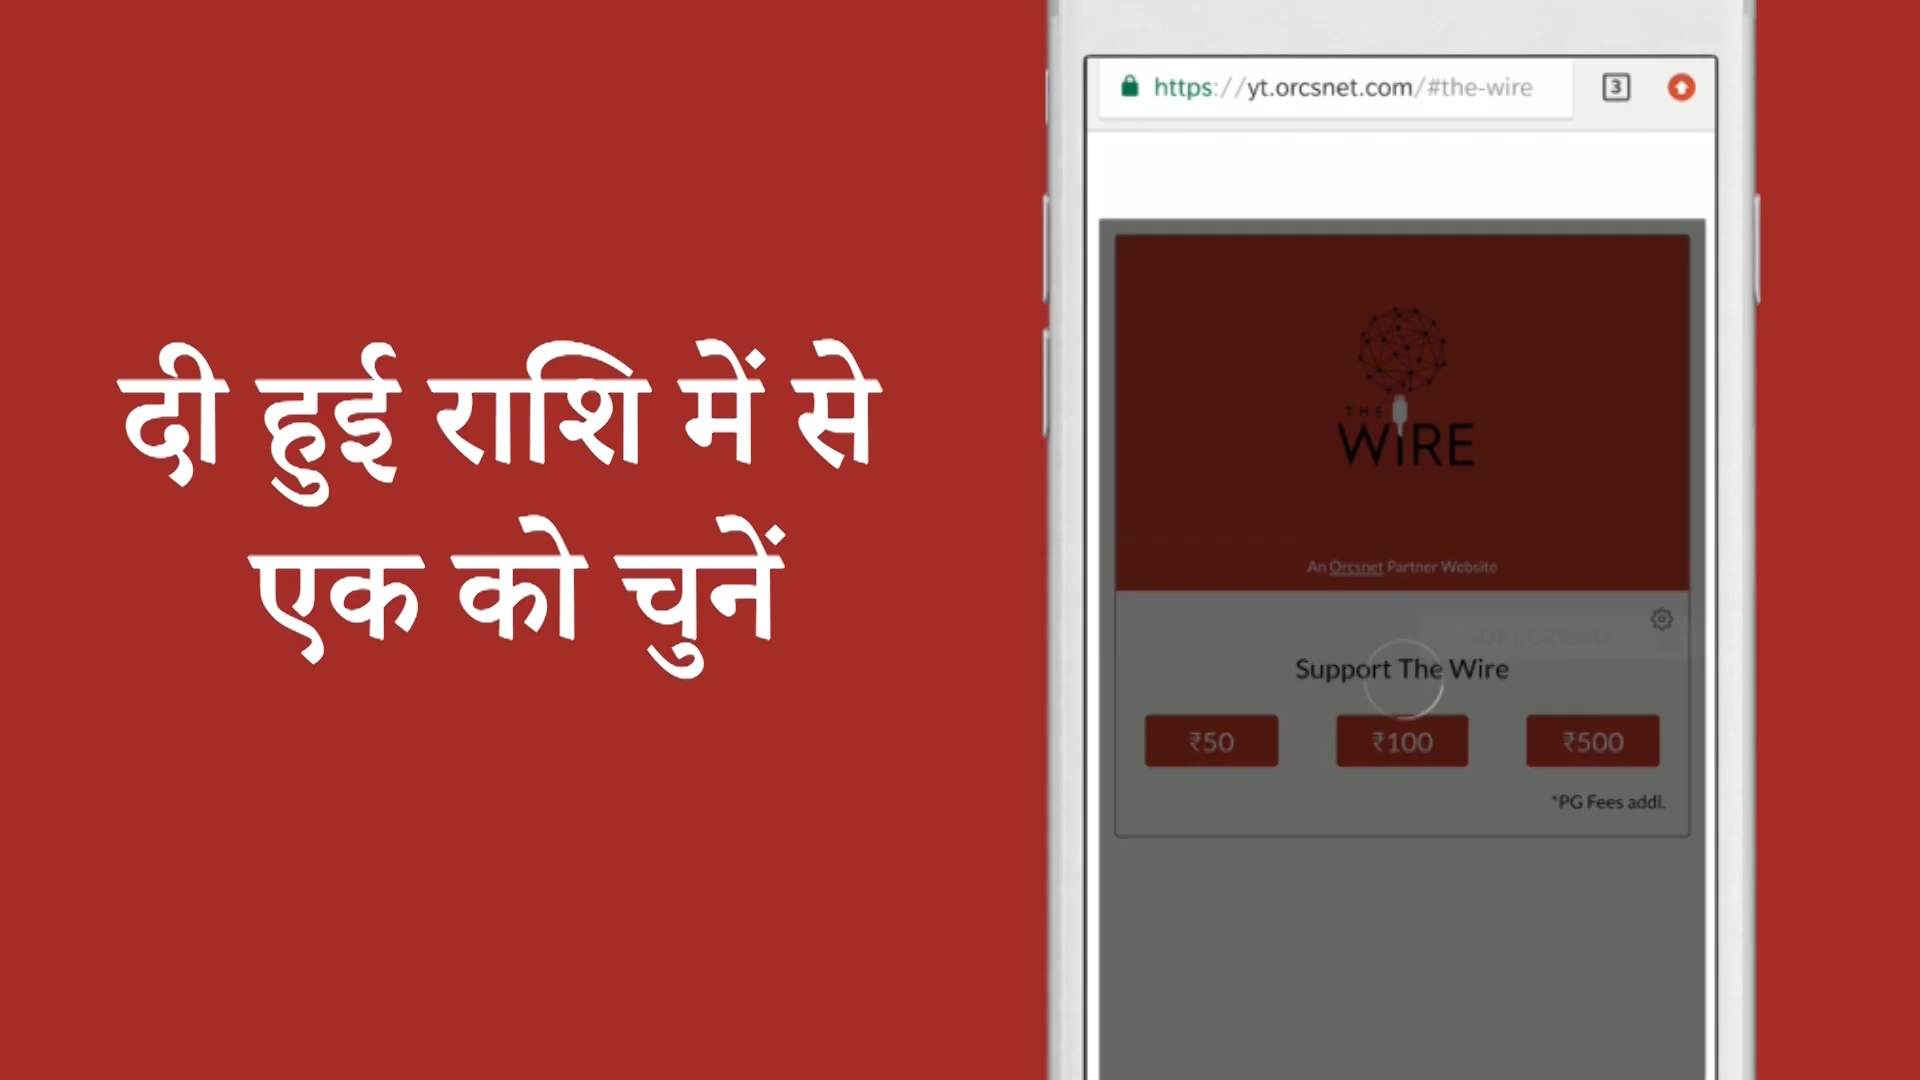 दी हुई राशि में से
एक को चुनें
https://yt.orcsnet.com/#the-wire
3
THE
WIRE
An Orcsnet Partner Website
Support The Wire
₹50 ₹100 ₹500
*PG Fees addl.